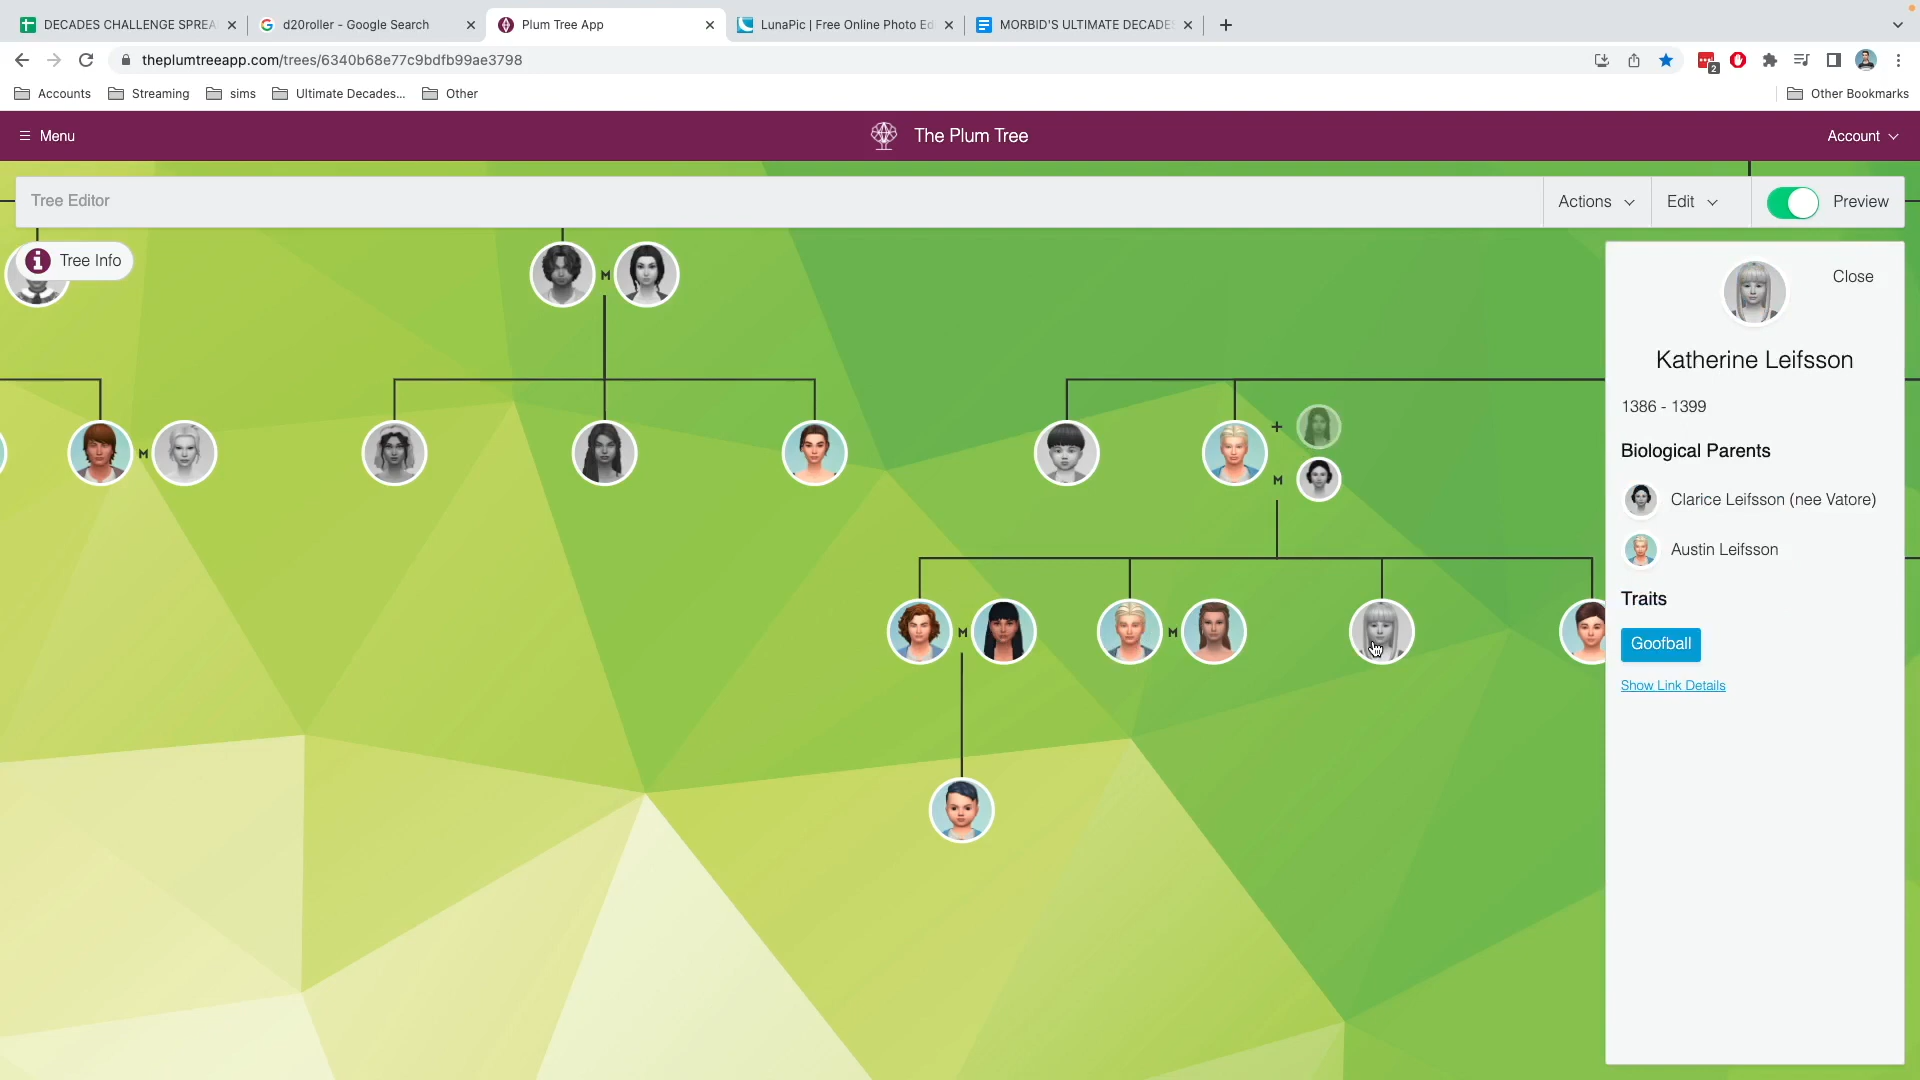 DECADES CHALLENGE SPREA
d20roller - Google Search
Plum Tree App
LunaPic | Free Online Photo Ed
MORBID'S ULTIMATE DECADES
theplumtreeapp.com/trees/6340b68e77c9bdfb99ae3798
2
Accounts
Streaming
sims
Ultimate Decades...
Other
Other Bookmarks
Menu
The Plum Tree
Account
Tree Editor
Actions
Edit
Preview
Tree Info
Close
M
Katherine Leifsson
1386 - 1399
Biological Parents
Clarice Leifsson (nee Vatore)
Austin Leifsson
Traits
Goofball
Show Link Details
+
M
M
M
M